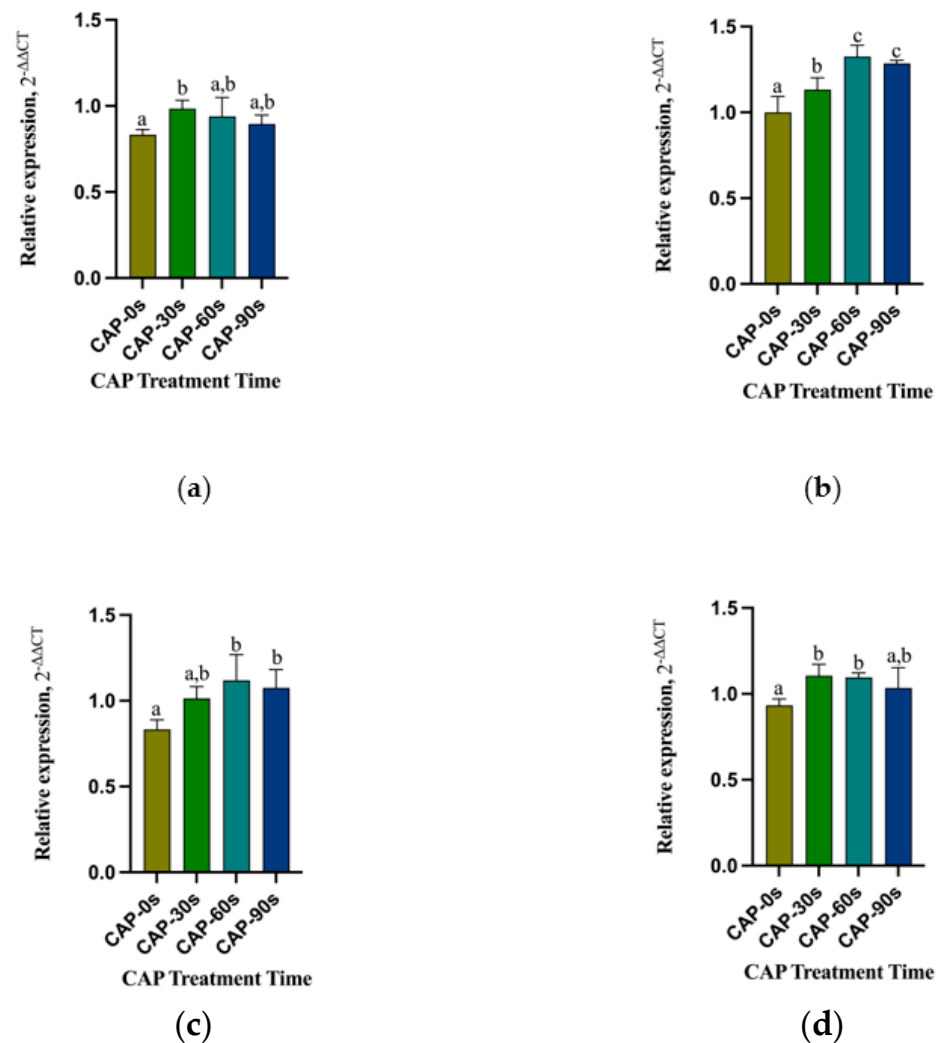 Relative expression, 2-ΔΔCT
1.5
1.0
0.5
0.0
a
b
a,b
a,b
CAP-0s
CAP-30s
CAP-60s
CAP-90s
CAP Treatment Time
(a)
Relative expression, 2-ΔΔCT
1.5
1.0
0.5
0.0
a
b
c
c
CAP-0s
CAP-30s
CAP-60s
CAP-90s
CAP Treatment Time
(b)
Relative expression, 2-ΔΔCT
1.5
1.0
0.5
0.0
a
a,b
b
b
CAP-0s
CAP-30s
CAP-60s
CAP-90s
CAP Treatment Time
(c)
Relative expression, 2-ΔΔCT
1.5
1.0
0.5
0.0
a
b
b
a,b
CAP-0s
CAP-30s
CAP-60s
CAP-90s
CAP Treatment Time
(d)